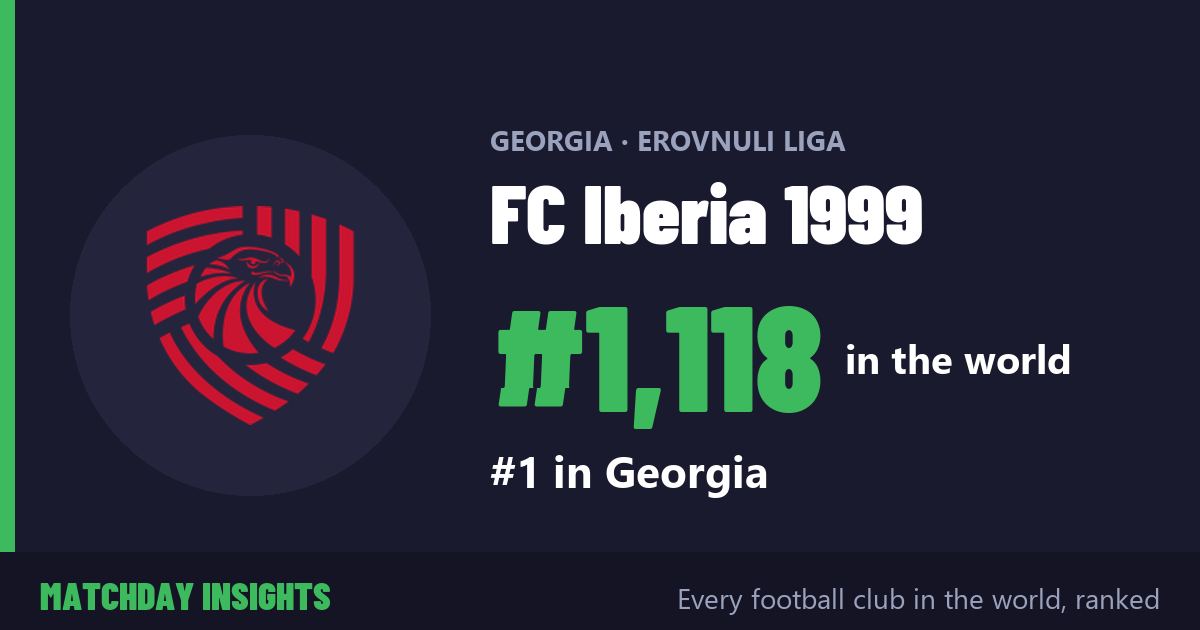 GEORGIA · EROVNULI LIGA
FC Iberia 1999
#1,118 in the world
#1 in Georgia
MATCHDAY INSIGHTS
Every football club in the world, ranked